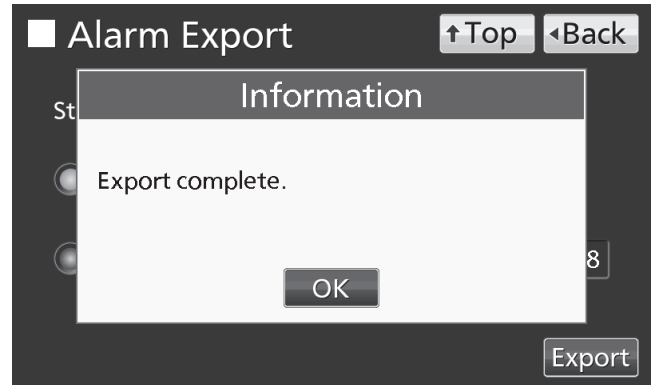 Alarm Export
↑Top
◂Back
St
Information
Export complete.
8
OK
Export